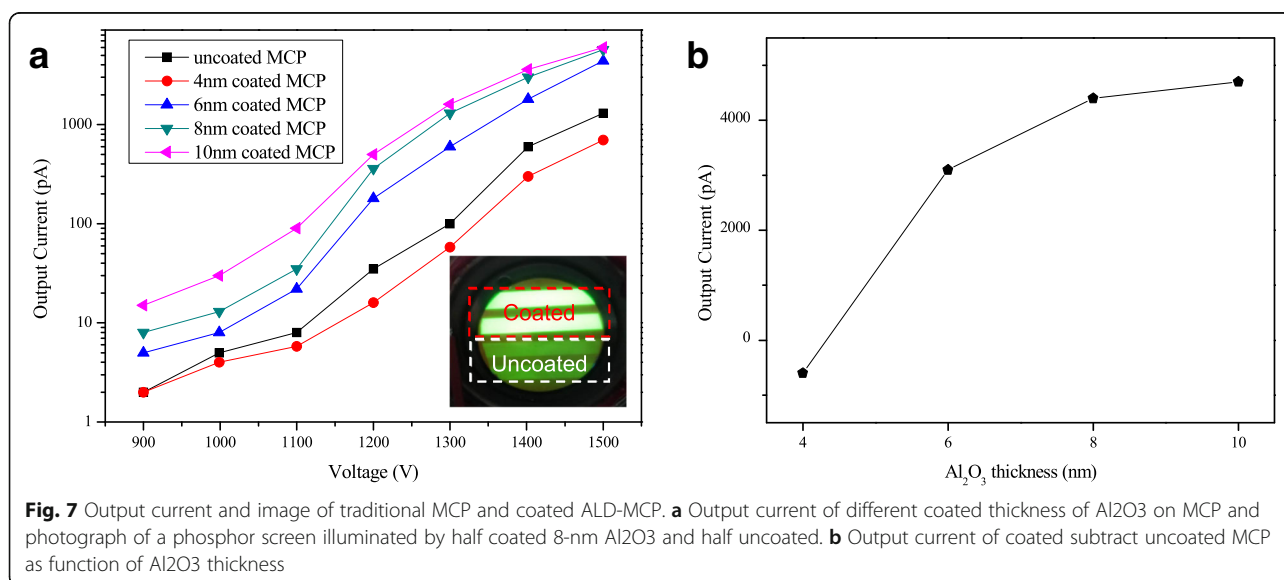 a
uncoated MCP
4nm coated MCP
6nm coated MCP
8nm coated MCP
10nm coated MCP
1000
100
10
1
Output Current (pA)
900 1000 1100 1200 1300 1400 1500
Voltage (V)
Coated
Uncoated
b
4000
2000
0
Output Current (pA)
4 6 8 10
Al₂O₃ thickness (nm)
Fig. 7 Output current and image of traditional MCP and coated ALD-MCP. a Output current of different coated thickness of Al2O3 on MCP and
photograph of a phosphor screen illuminated by half coated 8-nm Al2O3 and half uncoated. b Output current of coated subtract uncoated MCP
as function of Al2O3 thickness